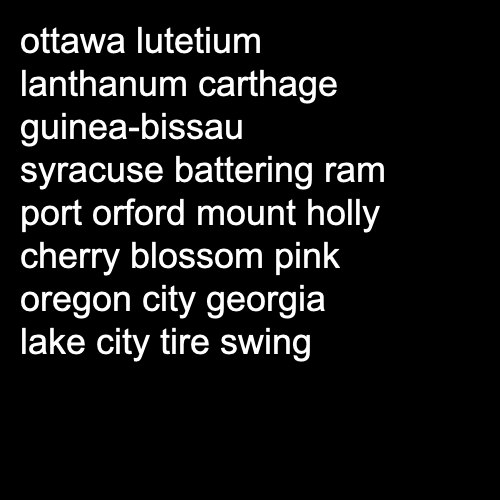 ottawa lutetium
lanthanum carthage
guinea-bissau
syracuse battering ram
port orford mount holly
cherry blossom pink
oregon city georgia
lake city tire swing